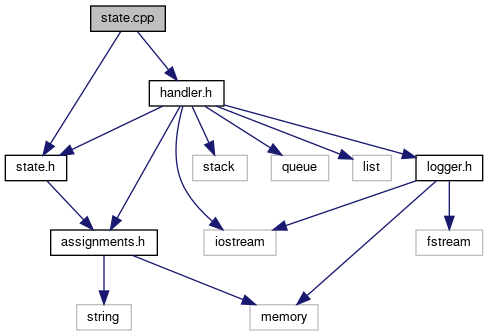 state.cpp
handler.h
state.h
stack
queue
list
logger.h
assignments.h
iostream
fstream
string
memory